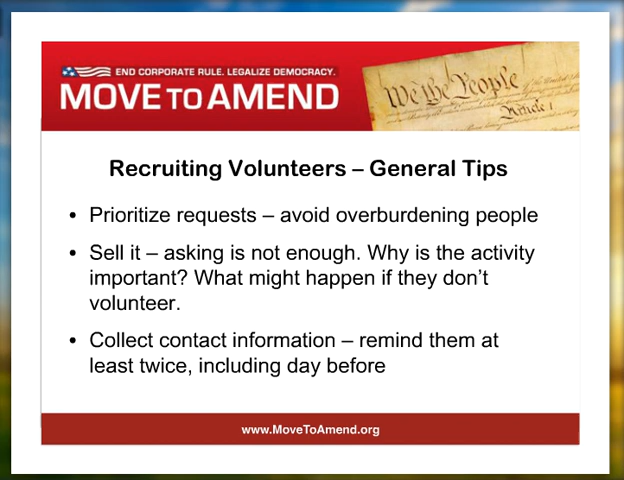 END CORPORATE RULE. LEGALIZE DEMOCRACY.
MOVE TO AMEND
We the People
Article 1
Recruiting Volunteers – General Tips
• Prioritize requests – avoid overburdening people
• Sell it – asking is not enough. Why is the activity
important? What might happen if they don’t
volunteer.
• Collect contact information – remind them at
least twice, including day before
www.MoveToAmend.org